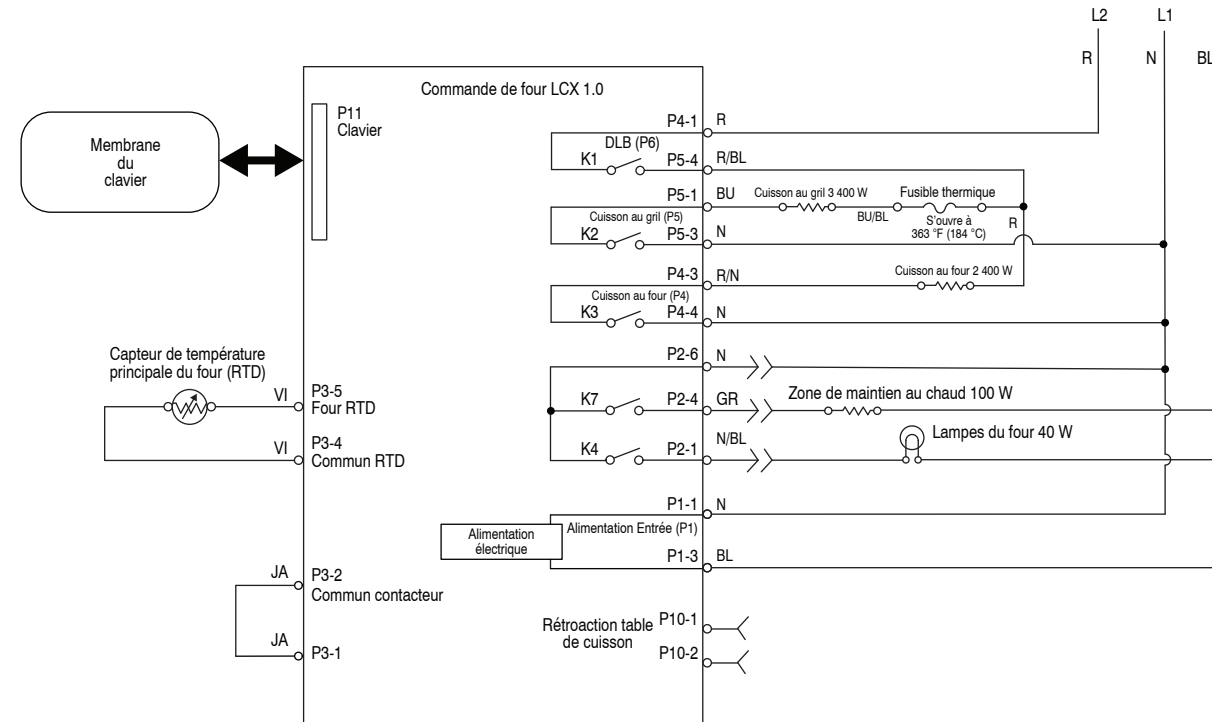 L2 L1
R N BL
Commande de four LCX 1.0
P11
Clavier
Membrane
du
clavier
P4-1 R
DLB (P6)
K1 P5-4 R/BL
P5-1 BU Cuisson au gril 3 400 W Fusible thermique
Cuisson au gril (P5) BU/BL S'ouvre à R
363 °F (184 °C)
K2 P5-3 N
P4-3 R/N Cuisson au four 2 400 W
Cuisson au four (P4)
K3 P4-4 N
Capteur de température
principale du four (RTD)
P2-6 N
VI P3-5
Four RTD
K7 P2-4 GR Zone de maintien au chaud 100 W
VI P3-4
Commun RTD
K4 P2-1 N/BL Lampes du four 40 W
P1-1 N
Alimentation
électrique
Alimentation Entrée (P1)
P1-3 BL
JA P3-2
Commun contacteur
JA P3-1
Rétroaction table
de cuisson
P10-1
P10-2